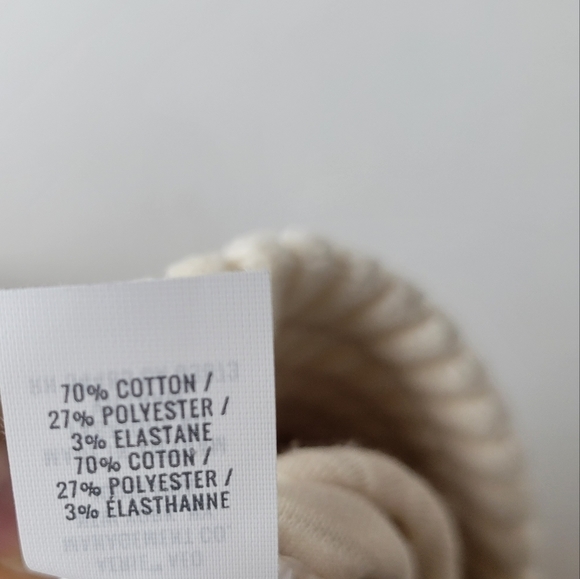 70% COTTON /
27% POLYESTER /
3% ELASTANE
70% COTON /
27% POLYESTER /
3% ÉLASTHANNE